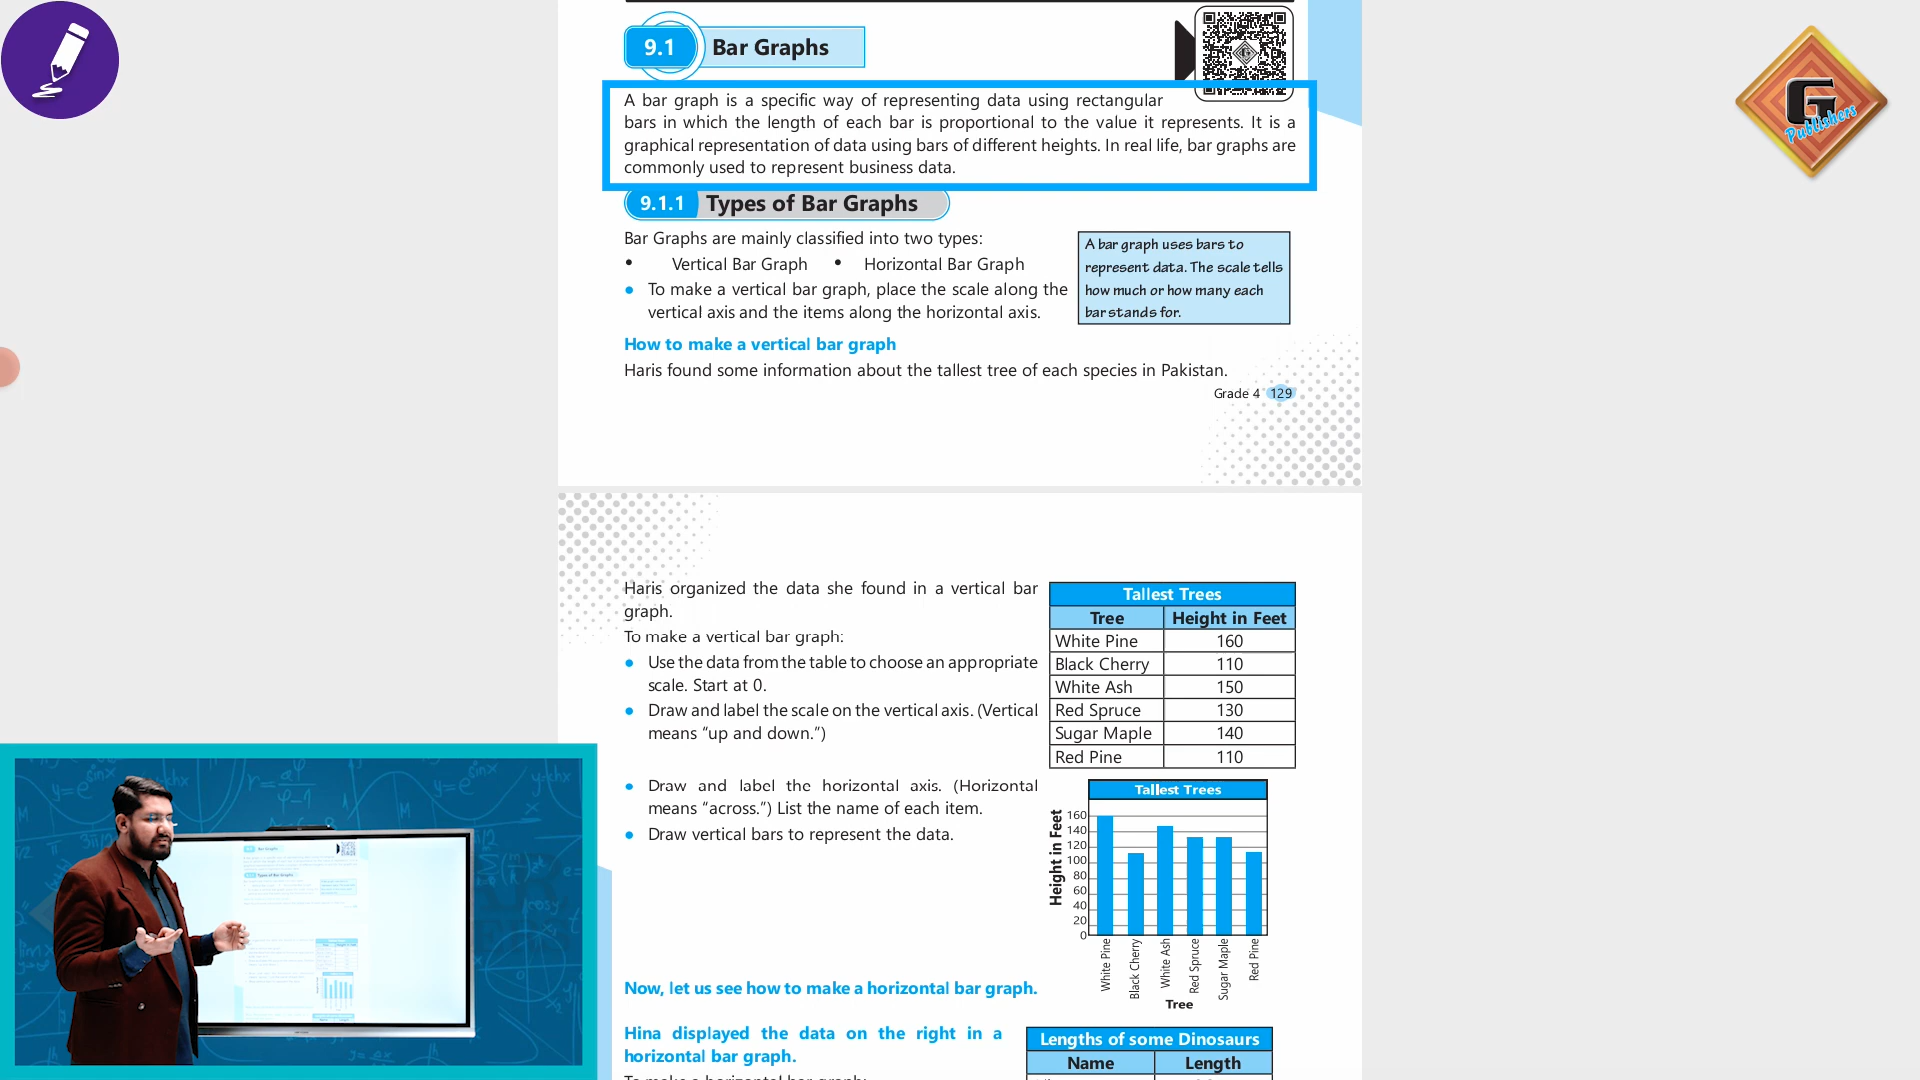 9.1 Bar Graphs
A bar graph is a specific way of representing data using rectangular
bars in which the length of each bar is proportional to the value it represents. It is a
graphical representation of data using bars of different heights. In real life, bar graphs are
commonly used to represent business data.
9.1.1 Types of Bar Graphs
Bar Graphs are mainly classified into two types:
• Vertical Bar Graph • Horizontal Bar Graph
• To make a vertical bar graph, place the scale along the
vertical axis and the items along the horizontal axis.
A bar graph uses bars to
represent data. The scale tells
how much or how many each
bar stands for.
How to make a vertical bar graph
Haris found some information about the tallest tree of each species in Pakistan.
Grade 4 129
Haris organized the data she found in a vertical bar
graph.
To make a vertical bar graph:
• Use the data from the table to choose an appropriate
scale. Start at 0.
• Draw and label the scale on the vertical axis. (Vertical
means “up and down.”)
• Draw and label the horizontal axis. (Horizontal
means “across.”) List the name of each item.
• Draw vertical bars to represent the data.
Tallest Trees
Tree Height in Feet
White Pine 160
Black Cherry 110
White Ash 150
Red Spruce 130
Sugar Maple 140
Red Pine 110
Tallest Trees
Height in Feet
160
140
120
100
80
60
40
20
0
White Pine
Black Cherry
White Ash
Red Spruce
Sugar Maple
Red Pine
Tree
Now, let us see how to make a horizontal bar graph.
Hina displayed the data on the right in a
horizontal bar graph.
To make a horizontal bar graph:
Lengths of some Dinosaurs
Name Length
G
Publishers